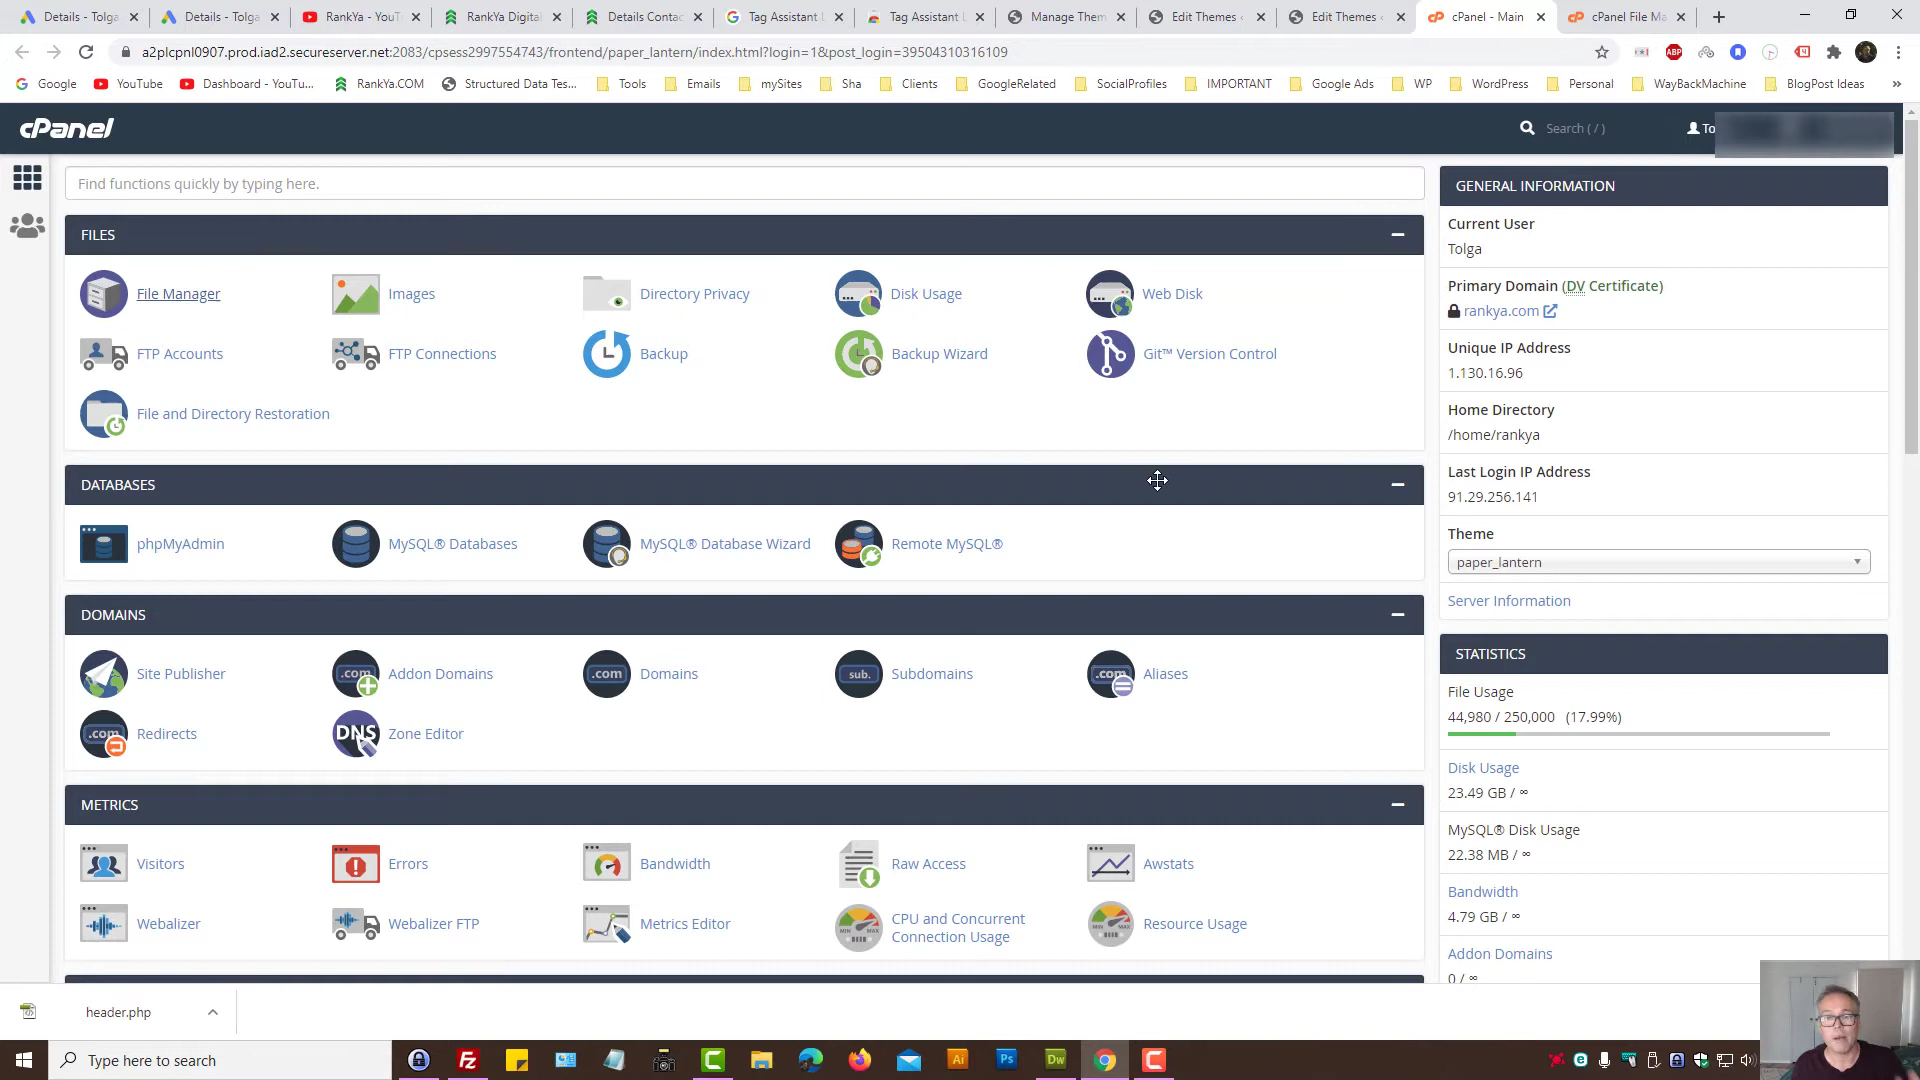 Details - Tolga
Details - Tolga
RankYa - YouT
RankYa Digital
Details Contac
Tag Assistant L
Tag Assistant L
Manage Them
Edit Themes
Edit Themes
cPanel - Main
cPanel File Ma
a2plcpnl0907.prod.iad2.secureserver.net:2083/cpsess2997554743/frontend/paper_lantern/index.html?login=1&post_login=39504310316109
Google
YouTube
Dashboard - YouTu...
RankYa.COM
Structured Data Tes...
Tools
Emails
mySites
Sha
Clients
GoogleRelated
SocialProfiles
IMPORTANT
Google Ads
WP
WordPress
Personal
WayBackMachine
BlogPost Ideas
cPanel
Search ( / )
To
Find functions quickly by typing here.
FILES
File Manager
Images
Directory Privacy
Disk Usage
Web Disk
FTP Accounts
FTP Connections
Backup
Backup Wizard
Git™ Version Control
File and Directory Restoration
DATABASES
phpMyAdmin
MySQL® Databases
MySQL® Database Wizard
Remote MySQL®
DOMAINS
Site Publisher
Addon Domains
Domains
Subdomains
Aliases
Redirects
Zone Editor
METRICS
Visitors
Errors
Bandwidth
Raw Access
Awstats
Webalizer
Webalizer FTP
Metrics Editor
CPU and Concurrent
Connection Usage
Resource Usage
GENERAL INFORMATION
Current User
Tolga
Primary Domain (DV Certificate)
rankya.com
Unique IP Address
1.130.16.96
Home Directory
/home/rankya
Last Login IP Address
91.29.256.141
Theme
paper_lantern
Server Information
STATISTICS
File Usage
44,980 / 250,000 (17.99%)
Disk Usage
23.49 GB / ∞
MySQL® Disk Usage
22.38 MB / ∞
Bandwidth
4.79 GB / ∞
Addon Domains
0 / ∞
header.php
Type here to search